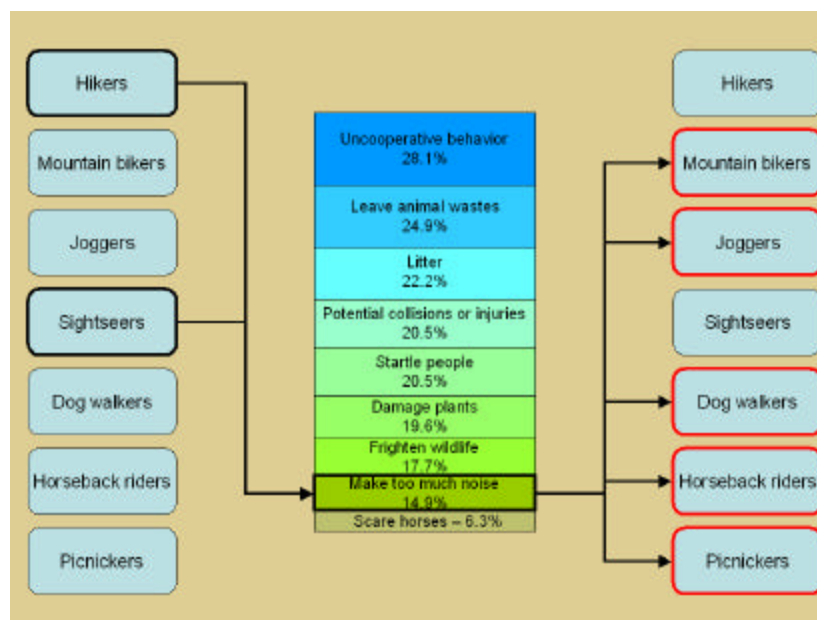 Hikers
Mountain bikers
Joggers
Sightseers
Dog walkers
Horseback riders
Picnickers
Uncooperative behavior
28.1%
Leave animal wastes
24.9%
Litter
22.2%
Potential collisions or injuries
20.5%
Startle people
20.5%
Damage plants
19.6%
Frighten wildlife
17.7%
Make too much noise
14.9%
Scare horses – 6.3%
Hikers
Mountain bikers
Joggers
Sightseers
Dog walkers
Horseback riders
Picnickers